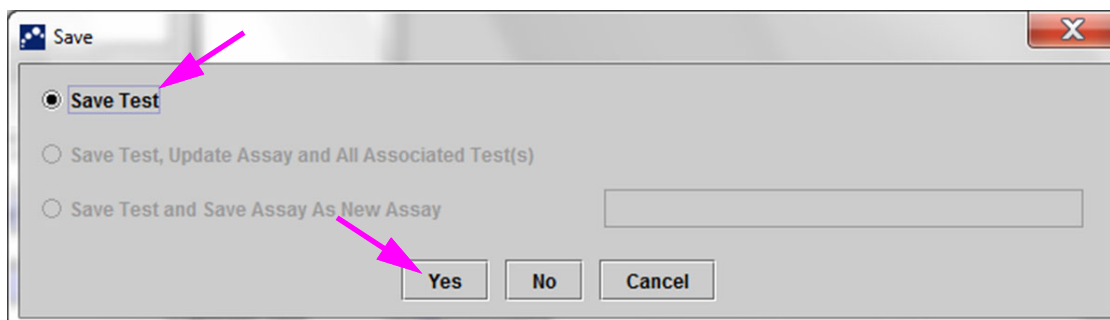 Save
Save Test
Save Test, Update Assay and All Associated Test(s)
Save Test and Save Assay As New Assay
Yes No Cancel